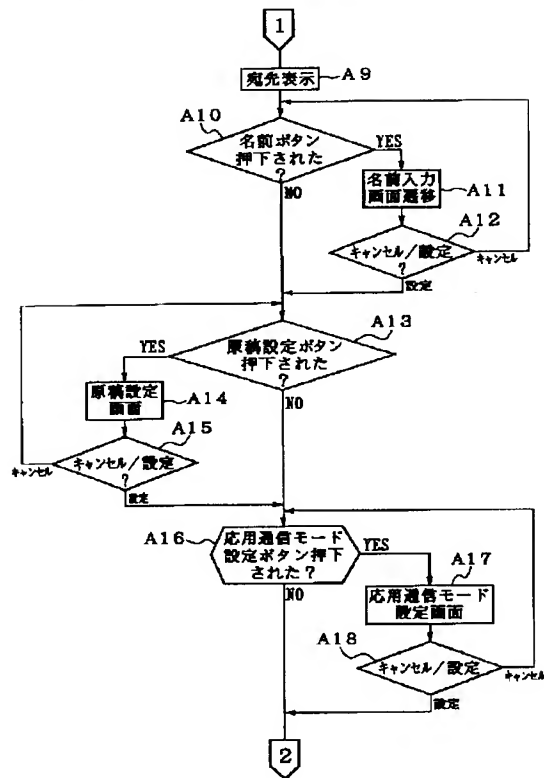 1
宛先表示
A9
A10
名前ボタン
押下された
?
YES
NO
名前入力
画面遷移
A11
A12
キャンセル/設定
?
キャンセル
設定
A13
YES
原稿設定ボタン
押下された
?
NO
原稿設定
画面
A14
A15
キャンセル/設定
?
キャンセル
設定
A16
応用通信モード
設定ボタン押下
された?
YES
NO
A17
応用通信モード
設定画面
A18
キャンセル/設定
?
キャンセル
設定
2